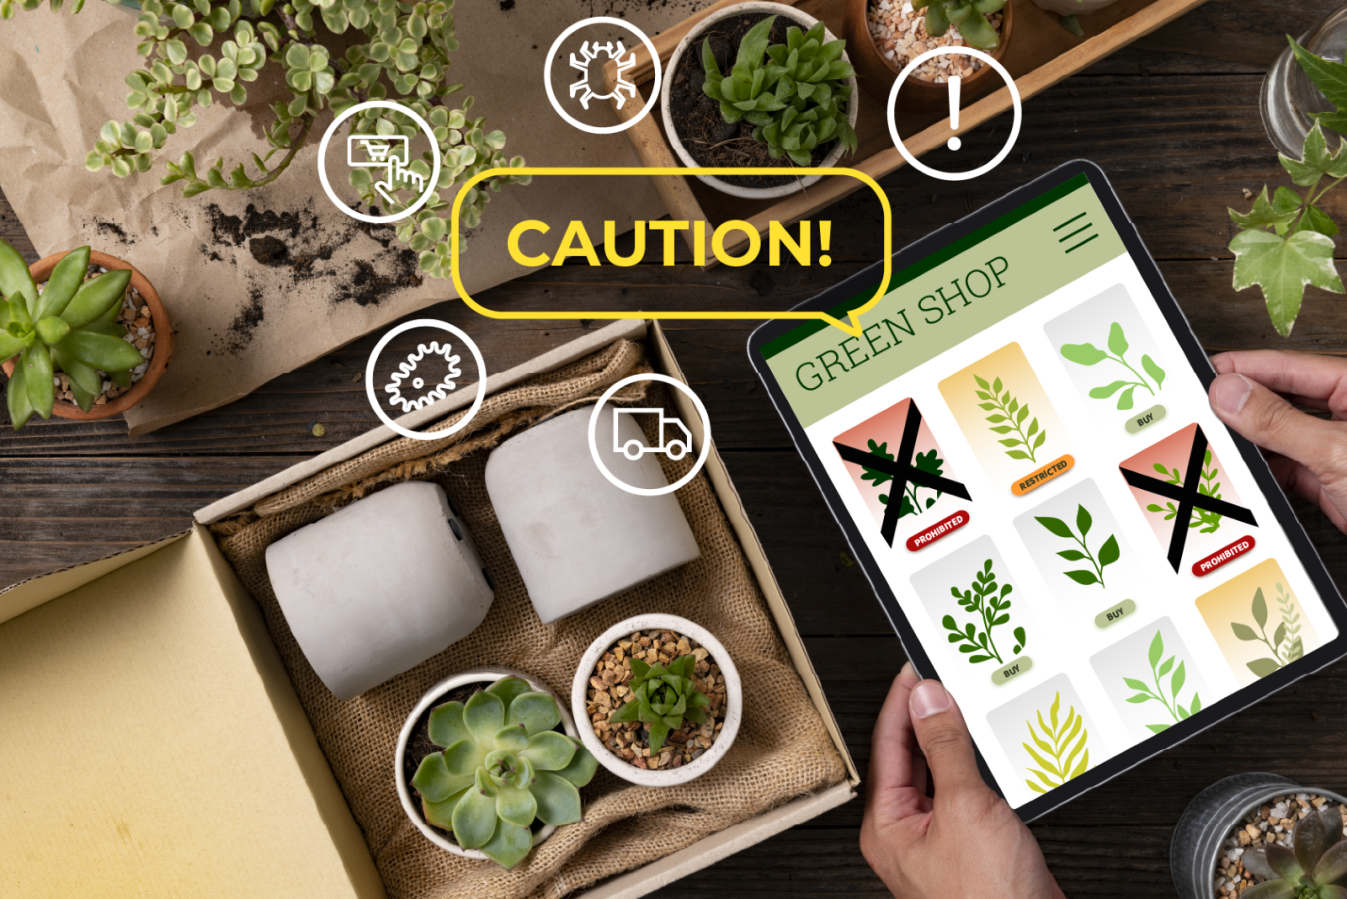 CAUTION!
GREEN SHOP
BUY
RESTRICTED
PROHIBITED
PROHIBITED
BUY
BUY